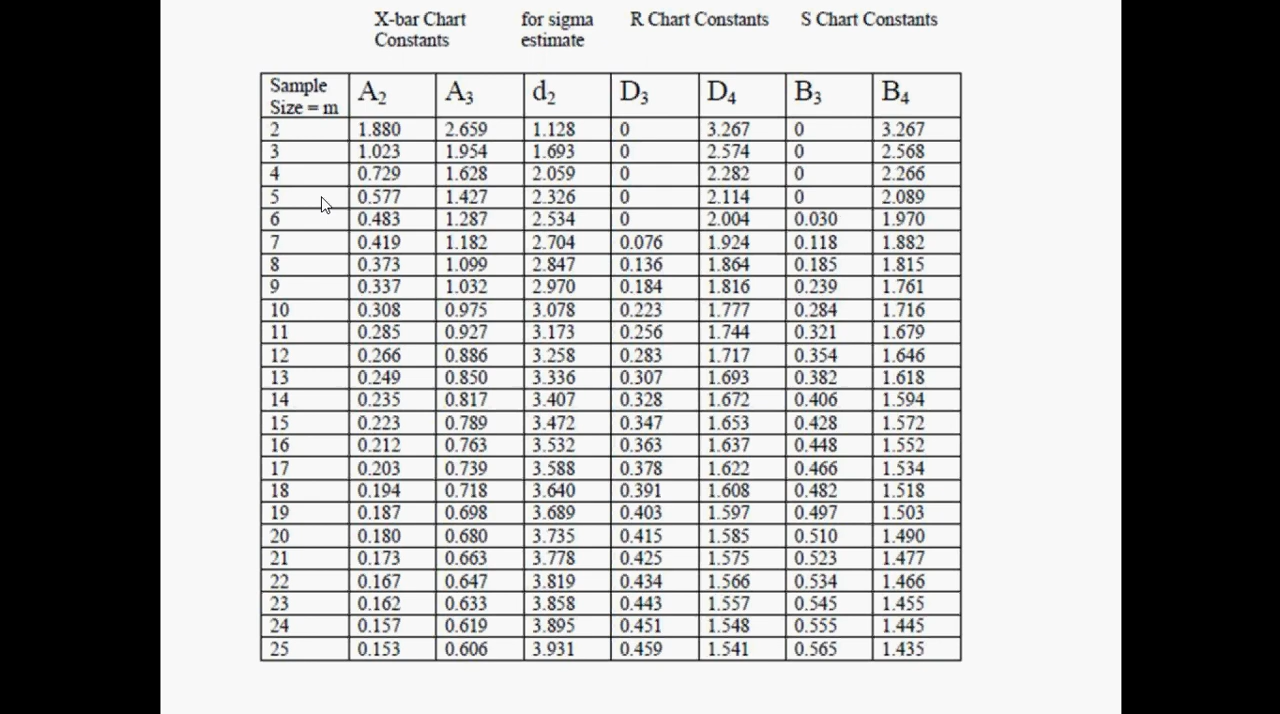 X-bar Chart Constants for sigma estimate R Chart Constants S Chart Constants
Sample Size = m A2 A3 d2 D3 D4 B3 B4
2 1.880 2.659 1.128 0 3.267 0 3.267
3 1.023 1.954 1.693 0 2.574 0 2.568
4 0.729 1.628 2.059 0 2.282 0 2.266
5 0.577 1.427 2.326 0 2.114 0 2.089
6 0.483 1.287 2.534 0 2.004 0.030 1.970
7 0.419 1.182 2.704 0.076 1.924 0.118 1.882
8 0.373 1.099 2.847 0.136 1.864 0.185 1.815
9 0.337 1.032 2.970 0.184 1.816 0.239 1.761
10 0.308 0.975 3.078 0.223 1.777 0.284 1.716
11 0.285 0.927 3.173 0.256 1.744 0.321 1.679
12 0.266 0.886 3.258 0.283 1.717 0.354 1.646
13 0.249 0.850 3.336 0.307 1.693 0.382 1.618
14 0.235 0.817 3.407 0.328 1.672 0.406 1.594
15 0.223 0.789 3.472 0.347 1.653 0.428 1.572
16 0.212 0.763 3.532 0.363 1.637 0.448 1.552
17 0.203 0.739 3.588 0.378 1.622 0.466 1.534
18 0.194 0.718 3.640 0.391 1.608 0.482 1.518
19 0.187 0.698 3.689 0.403 1.597 0.497 1.503
20 0.180 0.680 3.735 0.415 1.585 0.510 1.490
21 0.173 0.663 3.778 0.425 1.575 0.523 1.477
22 0.167 0.647 3.819 0.434 1.566 0.534 1.466
23 0.162 0.633 3.858 0.443 1.557 0.545 1.455
24 0.157 0.619 3.895 0.451 1.548 0.555 1.445
25 0.153 0.606 3.931 0.459 1.541 0.565 1.435